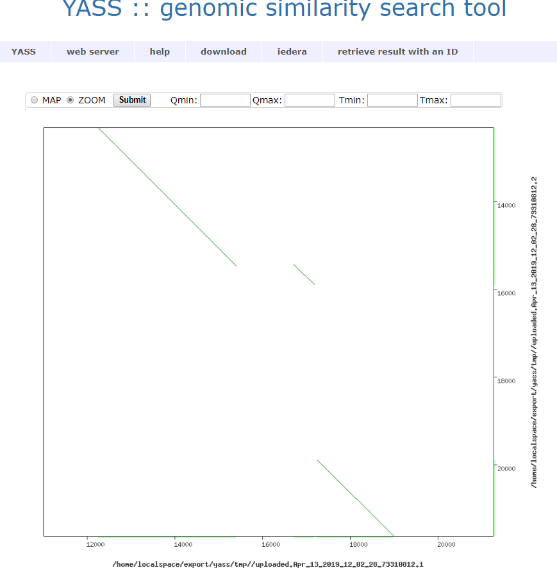 YASS :: genomic similarity search tool
YASS web server help download iedera retrieve result with an ID
MAP ZOOM Submit Qmin: Qmax: Tmin: Tmax:
14000
16000
18000
20000
/home/localspace/export/yass/tmp//uploaded.Apr_13_2019_12_02_28_73310812.2
12000 14000 16000 18000 20000
/home/localspace/export/yass/tmp//uploaded.Apr_13_2019_12_02_28_73310812.1